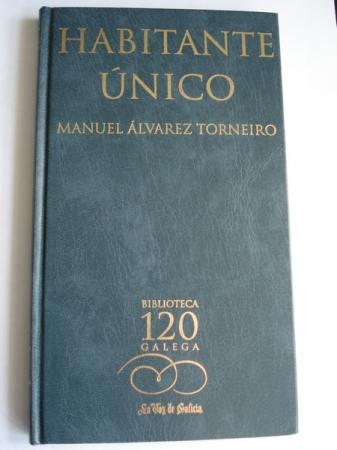 HABITANTE
ÚNICO
MANUEL ÁLVAREZ TORNEIRO
BIBLIOTECA
120
GALEGA
La Voz de Galicia